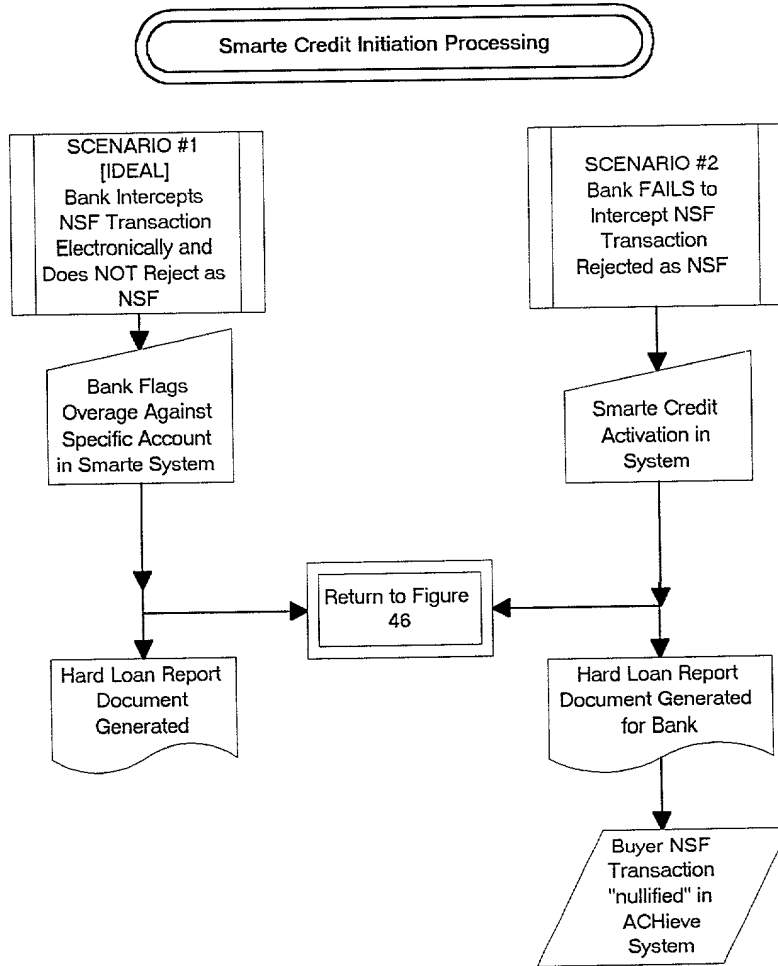 Smarte Credit Initiation Processing
SCENARIO #1
[IDEAL]
Bank Intercepts
NSF Transaction
Electronically and
Does NOT Reject as
NSF
SCENARIO #2
Bank FAILS to
Intercept NSF
Transaction
Rejected as NSF
Bank Flags
Overage Against
Specific Account
in Smarte System
Smarte Credit
Activation in
System
Return to Figure
46
Hard Loan Report
Document
Generated
Hard Loan Report
Document Generated
for Bank
Buyer NSF
Transaction
"nullified" in
ACHieve
System